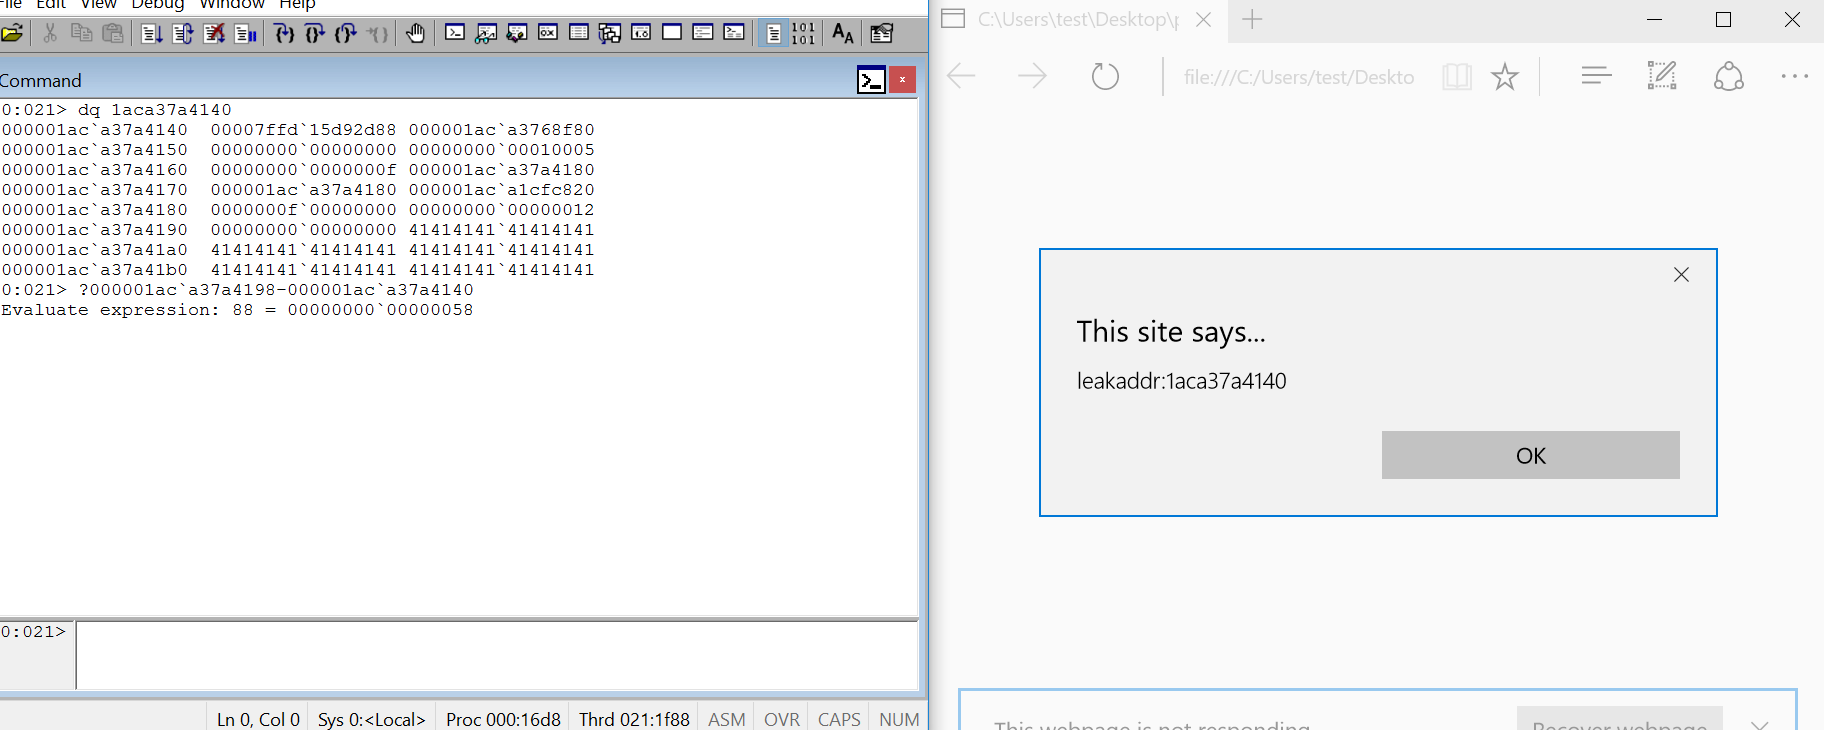 File Edit View Debug Window Help
Command
0:021> dq 1aca37a4140
000001ac`a37a4140 00007ffd`15d92d88 000001ac`a3768f80
000001ac`a37a4150 00000000`00000000 00000000`00010005
000001ac`a37a4160 00000000`0000000f 000001ac`a37a4180
000001ac`a37a4170 000001ac`a37a4180 000001ac`a1cfc820
000001ac`a37a4180 0000000f`00000000 00000000`00000012
000001ac`a37a4190 00000000`00000000 41414141`41414141
000001ac`a37a41a0 41414141`41414141 41414141`41414141
000001ac`a37a41b0 41414141`41414141 41414141`41414141
0:021> ?000001ac`a37a4198-000001ac`a37a4140
Evaluate expression: 88 = 00000000`00000058
0:021>
Ln 0, Col 0 Sys 0:<Local> Proc 000:16d8 Thrd 021:1f88 ASM OVR CAPS NUM
C:\Users\test\Desktop\p
file:///C:/Users/test/Deskto
This site says...
leakaddr:1aca37a4140
OK
This webpage is not responding
Recover webpage